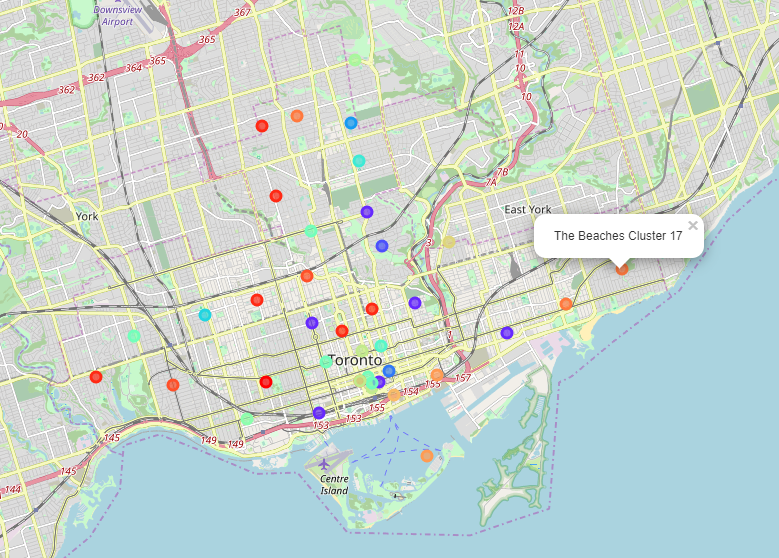 Downsview
Airport
367
365
365
364
362
362
20
12B
12A
11
10
10
7B
7A
York
East York
3
The Beaches Cluster 17
×
Toronto
157
155
154
155
153
153
149
149
145
145
144
Centre
Island